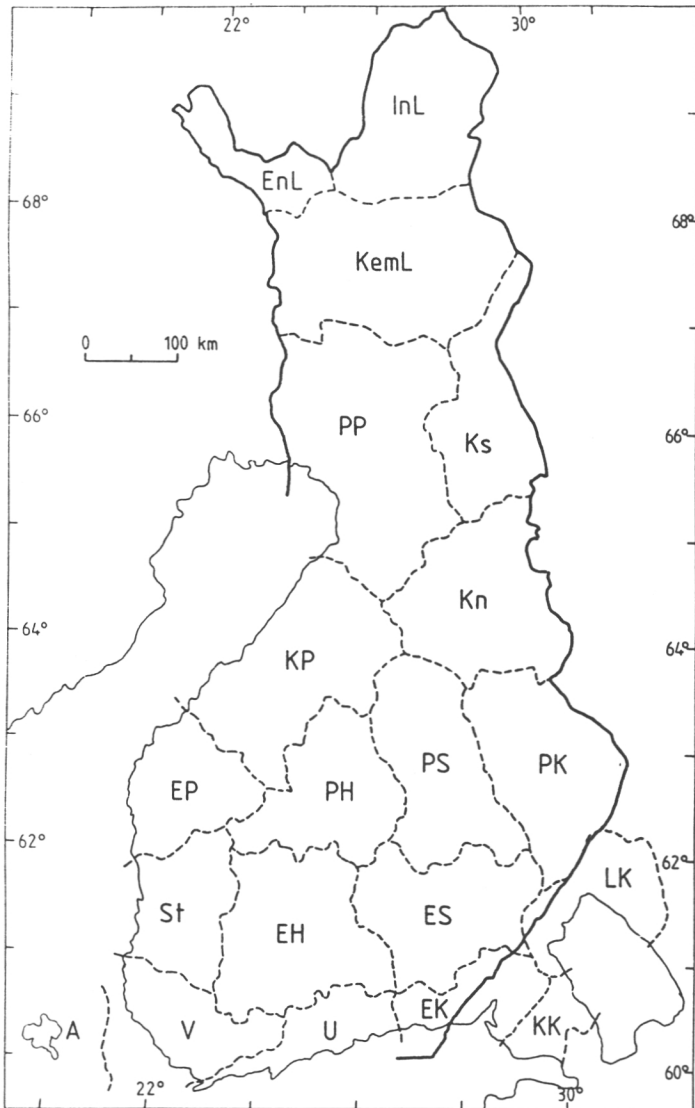 22° 30°
InL
EnL
68° 68°
KemL
0 100 km
66° 66°
PP
Ks
Kn
64° 64°
KP
PS
PK
EP
PH
62° 62°
LK
St
EH
ES
EK
A
V
U
KK
60°
22° 30°